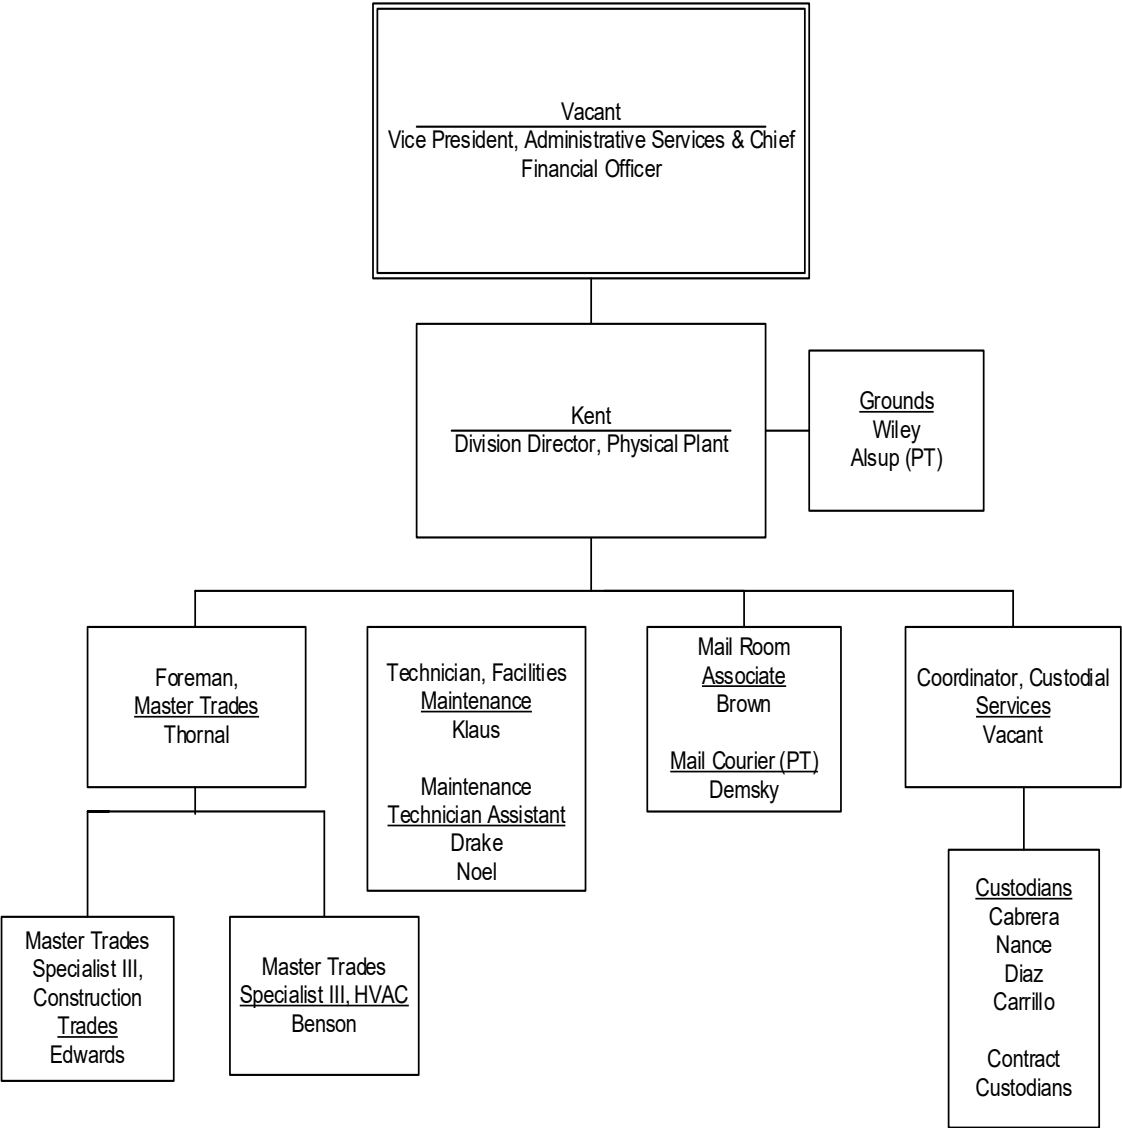 Vacant
Vice President, Administrative Services & Chief
Financial Officer
Kent
Division Director, Physical Plant
Grounds
Wiley
Alsup (PT)
Foreman,
Master Trades
Thornal
Technician, Facilities
Maintenance
Klaus
Maintenance
Technician Assistant
Drake
Noel
Mail Room
Associate
Brown
Mail Courier (PT)
Demsky
Coordinator, Custodial
Services
Vacant
Master Trades
Specialist III,
Construction
Trades
Edwards
Master Trades
Specialist III, HVAC
Benson
Custodians
Cabrera
Nance
Diaz
Carrillo
Contract
Custodians